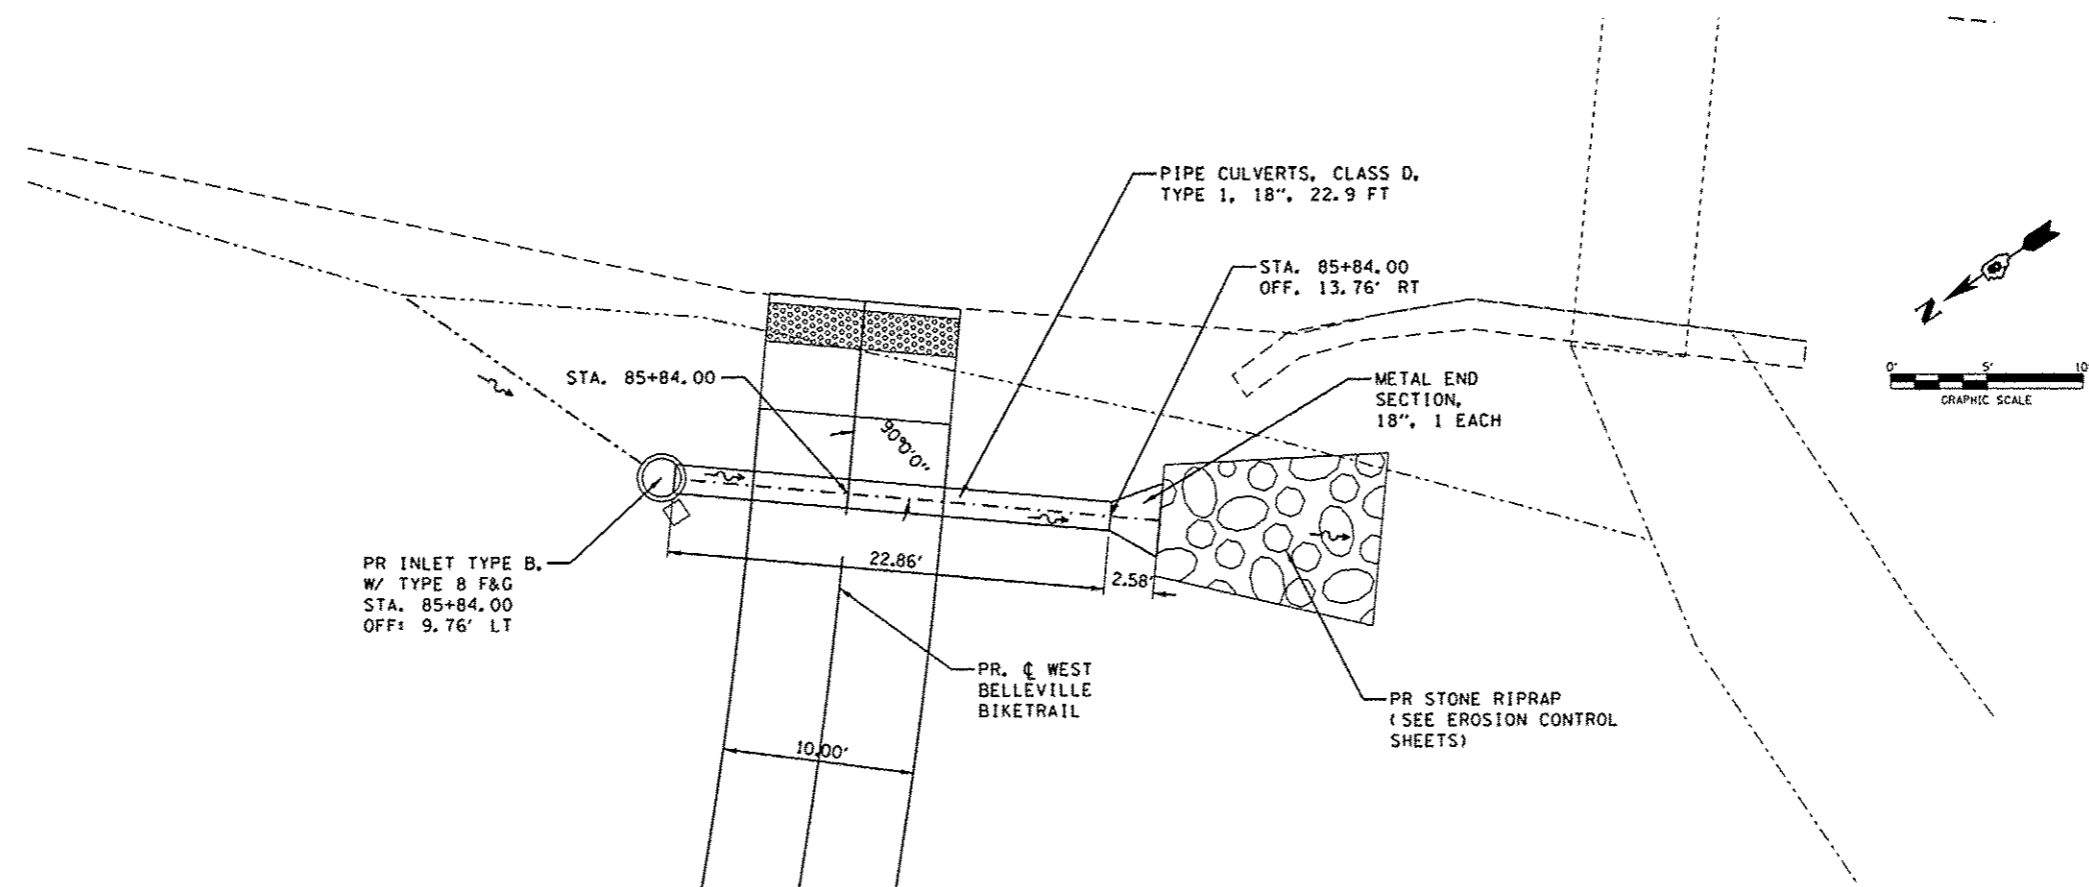 PIPE CULVERTS, CLASS D,
TYPE 1, 18", 22.9 FT
STA. 85+84.00
OFF. 13.76' RT
STA. 85+84.00
METAL END
SECTION,
18", 1 EACH
90°0'0"
N
0' 5' 10
GRAPHIC SCALE
PR INLET TYPE B,
W/ TYPE 8 F&G
STA. 85+84.00
OFF: 9.76' LT
22.86'
2.58'
PR. ℄ WEST
BELLEVILLE
BIKETRAIL
PR STONE RIPRAP
(SEE EROSION CONTROL
SHEETS)
10.00'